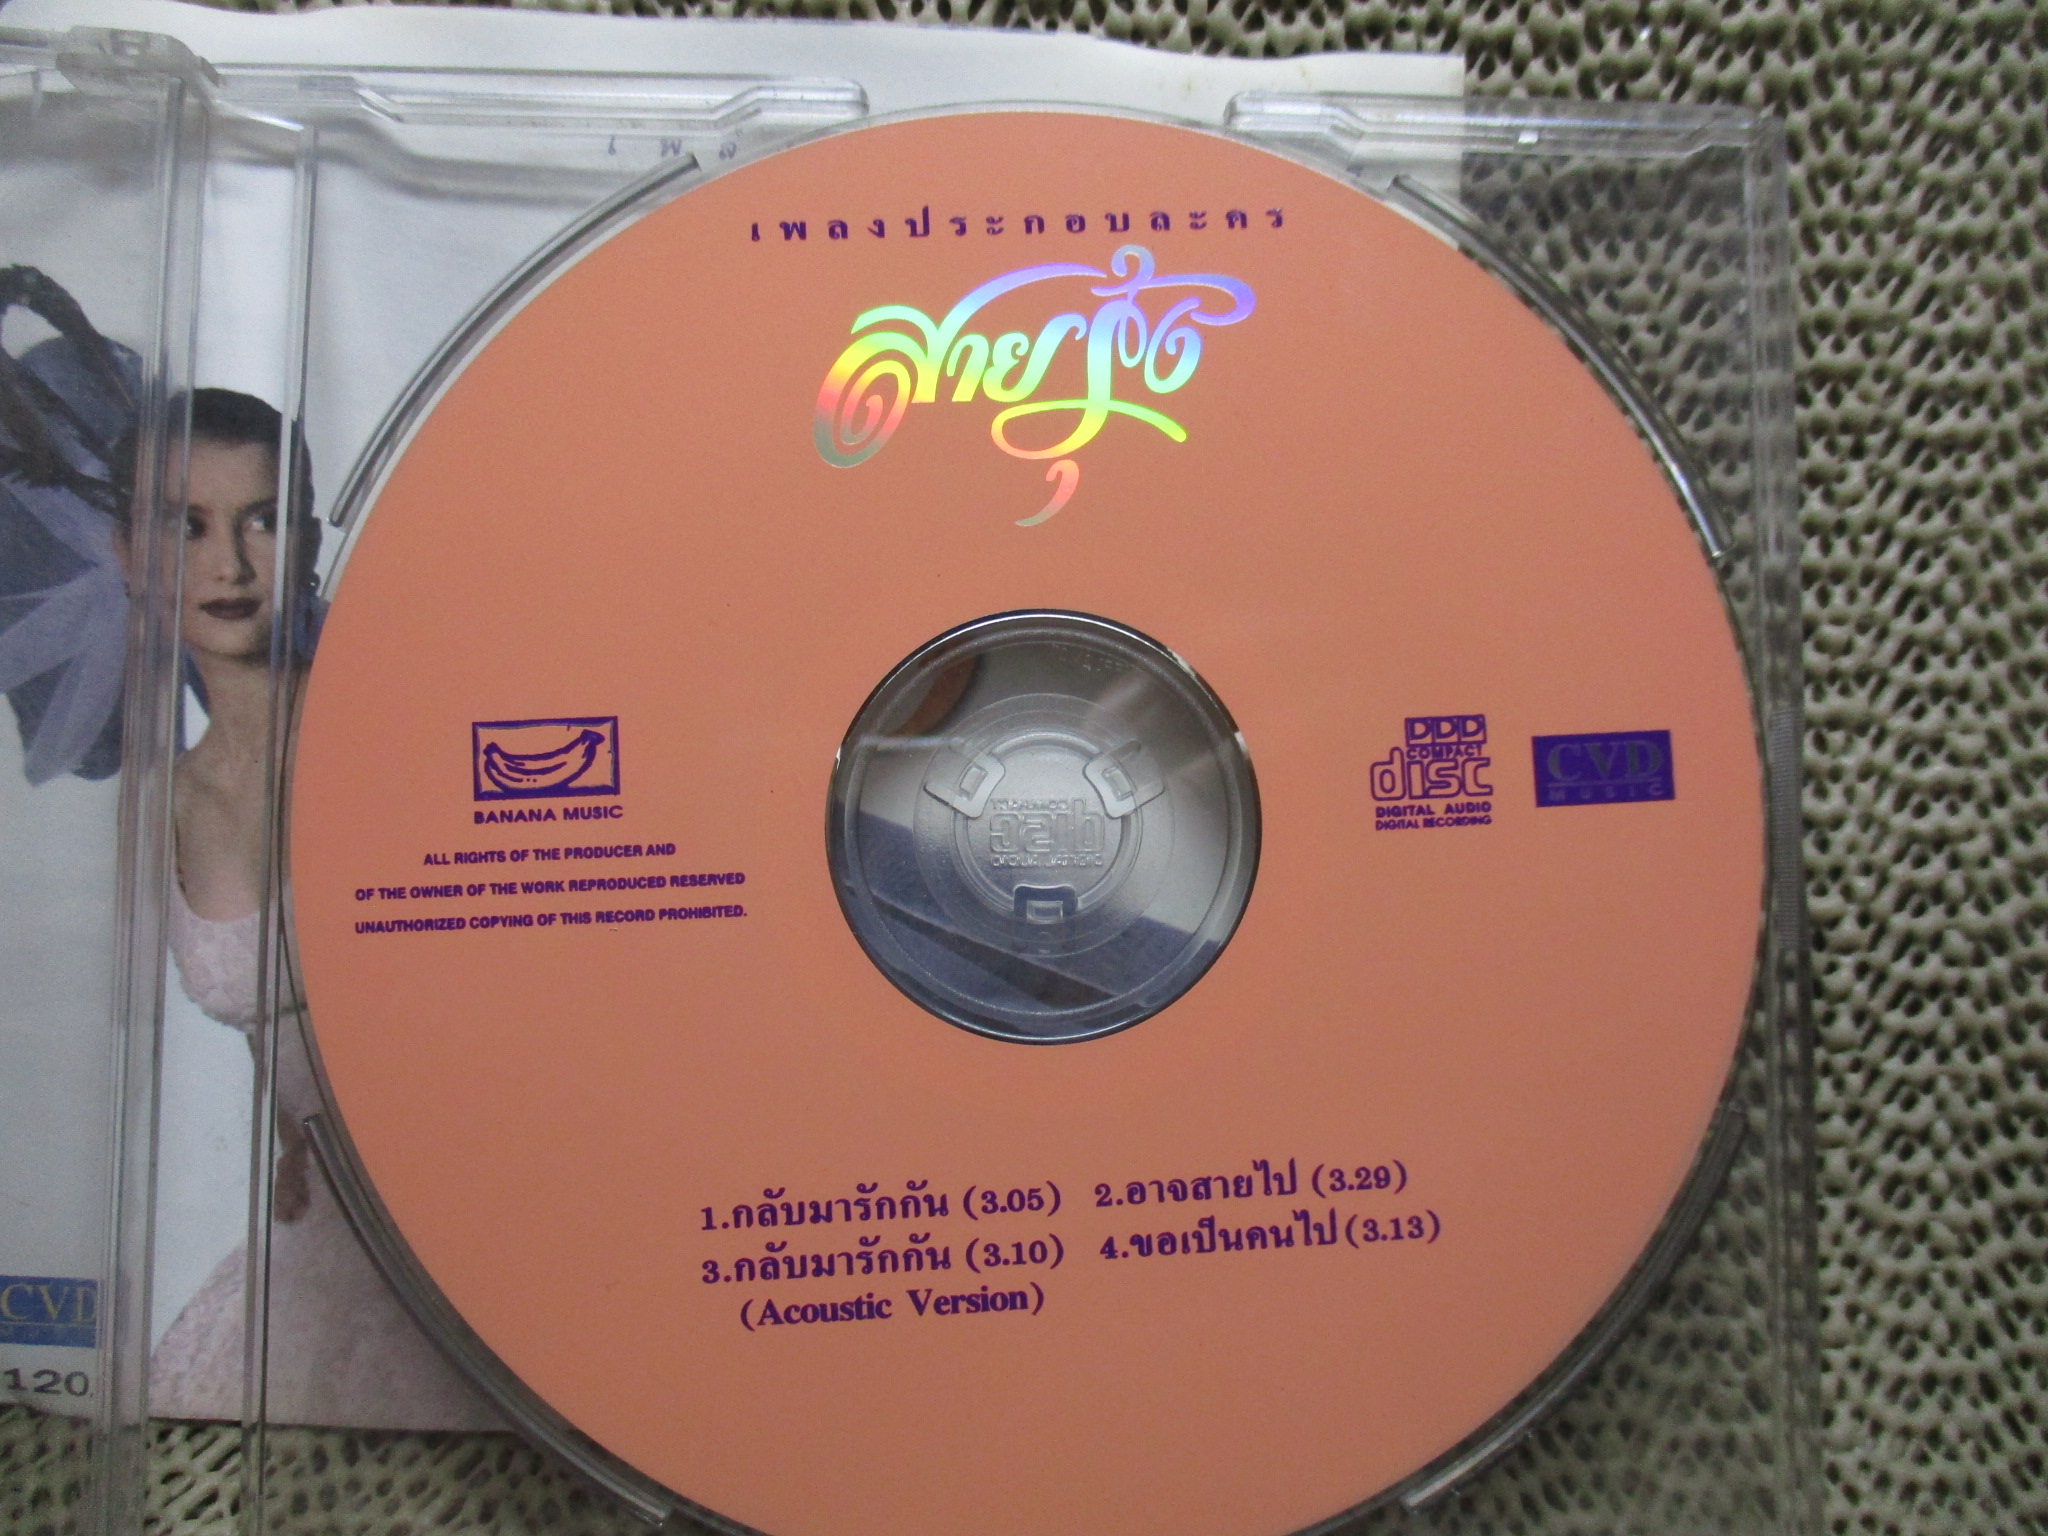 เพลงประกอบละคร
สายรุ้ง
BANANA MUSIC
ALL RIGHTS OF THE PRODUCER AND
OF THE OWNER OF THE WORK REPRODUCED RESERVED
UNAUTHORIZED COPYING OF THIS RECORD PROHIBITED.
DDD
COMPACT
disc
DIGITAL AUDIO
DIGITAL RECORDING
CVD
MUSIC
1.กลับมารักกัน (3.05) 2.อาจสายไป (3.29)
3.กลับมารักกัน (3.10) 4.ขอเป็นคนไป (3.13)
(Acoustic Version)
CVD
120.